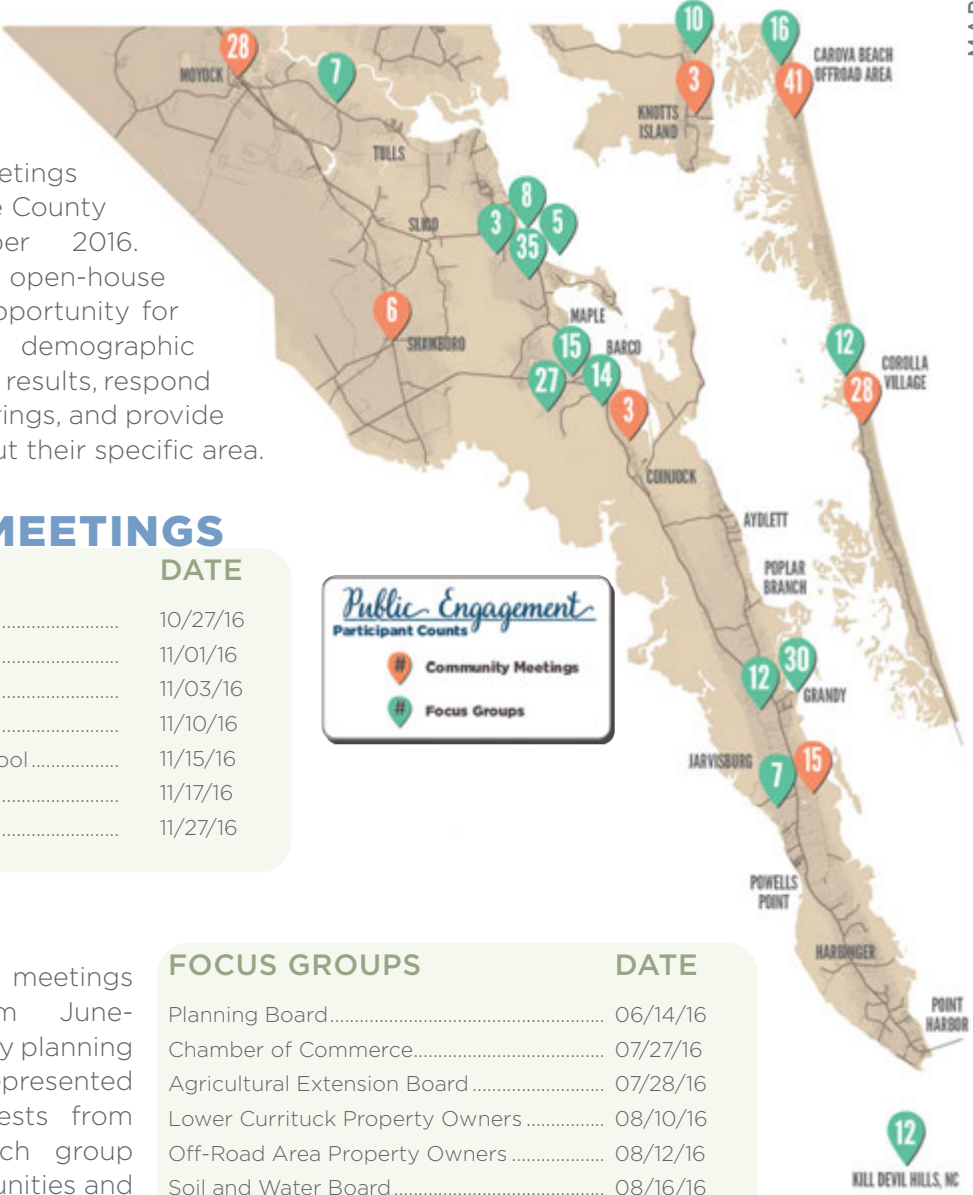 etings
e County
per 2016.
open-house
pportunity for
demographic
results, respond
rings, and provide
ut their specific area.
MEETINGS
DATE
10/27/16
11/01/16
11/03/16
11/10/16
ool 11/15/16
11/17/16
11/27/16
Public Engagement
Participant Counts
# Community Meetings
# Focus Groups
28
MOYOCK
7
TULLS
10
3
KNOTTS
ISLAND
16
41
CAROVA BEACH
OFFROAD AREA
MAP
SLIGO
3
8
5
35
6
SHAWBORO
MAPLE
15
BARCO
27
14
3
COINJOCK
12
28
COROLLA
VILLAGE
AYDLETT
POPLAR
BRANCH
12
30
GRANDY
JARVISBURG
7
15
POWELLS
POINT
HARBINGER
POINT
HARBOR
12
KILL DEVIL HILLS, NC
meetings
m June-
y planning
presented
ests from
ch group
unities and
FOCUS GROUPS DATE
Planning Board 06/14/16
Chamber of Commerce 07/27/16
Agricultural Extension Board 07/28/16
Lower Currituck Property Owners 08/10/16
Off-Road Area Property Owners 08/12/16
Soil and Water Board 08/16/16